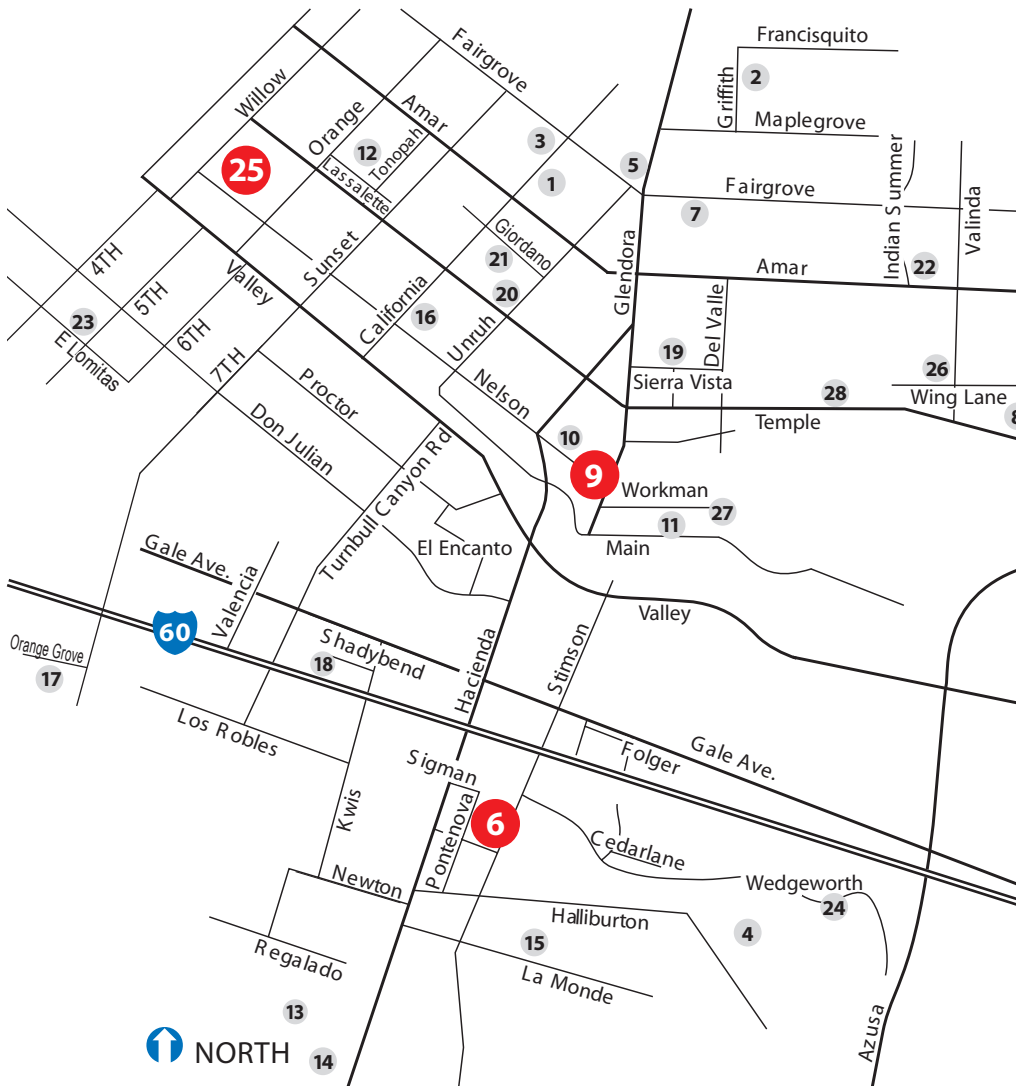 Francisquito
Fairgrove
2
Griffith
Willow
Amar
Maplegrove
Orange
12
Tonopah
3
25
Lassalette
1
5
Indian Summer
Fairgrove
7
Valinda
4TH
Valley
Sunset
Giordano
21
Glendora
Amar
22
5TH
20
23
California
16
Del Valle
E Lomitas
6TH
Unruh
19
7TH
Proctor
Nelson
Sierra Vista
26
Wing Lane
28
8
Don Julian
10
Temple
Turnbull Canyon Rd
9
Workman
27
11
Gale Ave.
El Encanto
Main
Valencia
Valley
60
Orange Grove
17
18
Shadybend
Hacienda
Stimson
Los Robles
Gale Ave.
Folger
Sigman
Kwis
Pontenova
6
Cedarlane
Newton
Wedgeworth
24
Halliburton
4
15
Regalado
La Monde
13
Azusa
NORTH
14